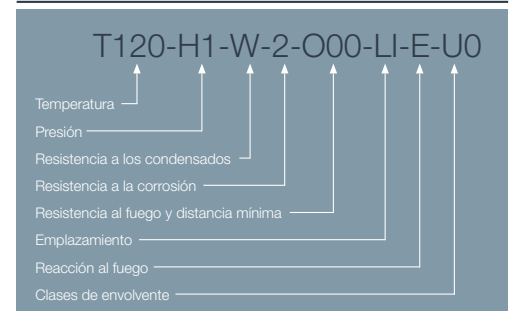 T120-H1-W-2-O00-LI-E-U0
Temperatura
Presión
Resistencia a los condensados
Resistencia a la corrosión
Resistencia al fuego y distancia mínima
Emplazamiento
Reacción al fuego
Clases de envolvente